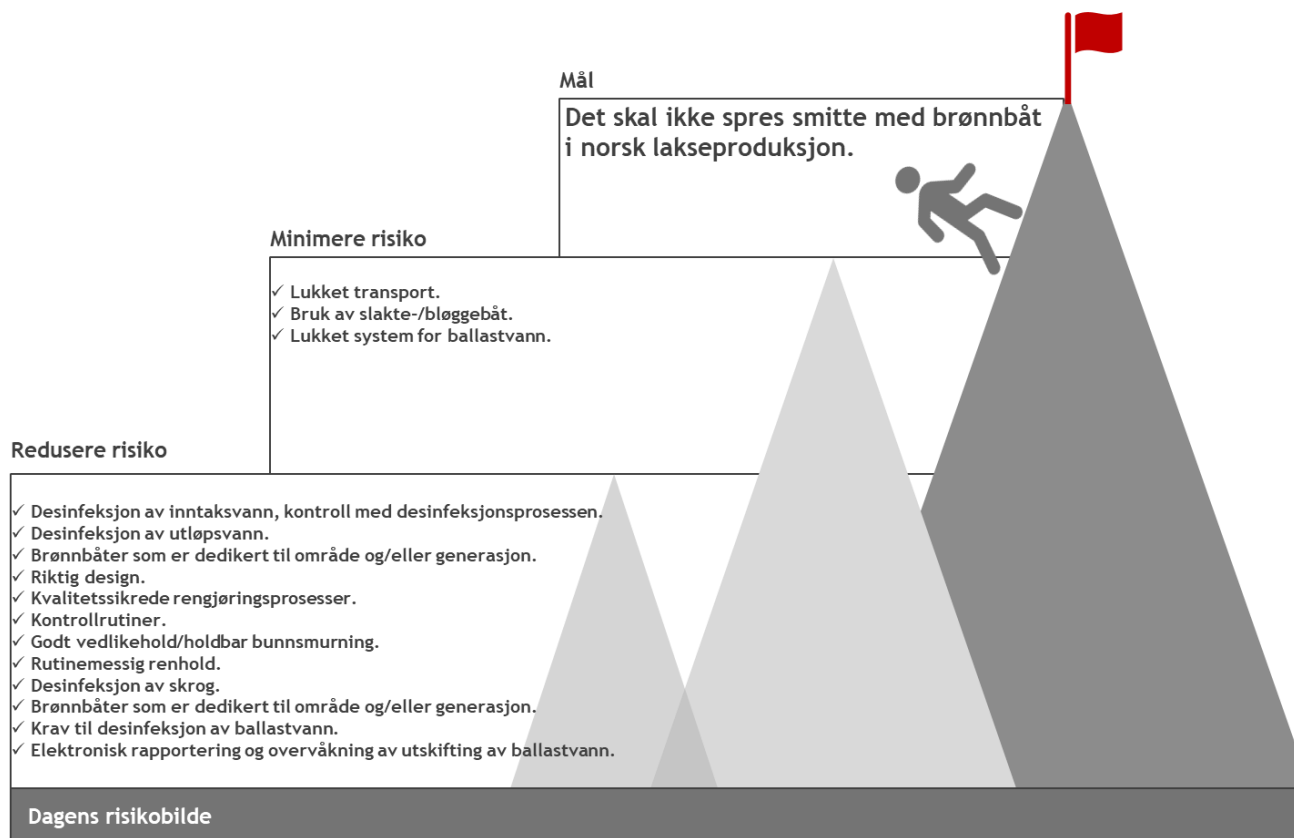 Mål
Det skal ikke spres smitte med brønnbåt
i norsk lakseproduksjon.
Minimere risiko
✓ Lukket transport.
✓ Bruk av slakte-/bløggebåt.
✓ Lukket system for ballastvann.
Redusere risiko
✓ Desinfeksjon av inntaksvann, kontroll med desinfeksjonsprosessen.
✓ Desinfeksjon av utløpsvann.
✓ Brønnbåter som er dedikert til område og/eller generasjon.
✓ Riktig design.
✓ Kvalitetssikrede rengjøringsprosesser.
✓ Kontrollrutiner.
✓ Godt vedlikehold/holdbar bunnsmurning.
✓ Rutinemessig renhold.
✓ Desinfeksjon av skrog.
✓ Brønnbåter som er dedikert til område og/eller generasjon.
✓ Krav til desinfeksjon av ballastvann.
✓ Elektronisk rapportering og overvåkning av utskifting av ballastvann.
Dagens risikobilde